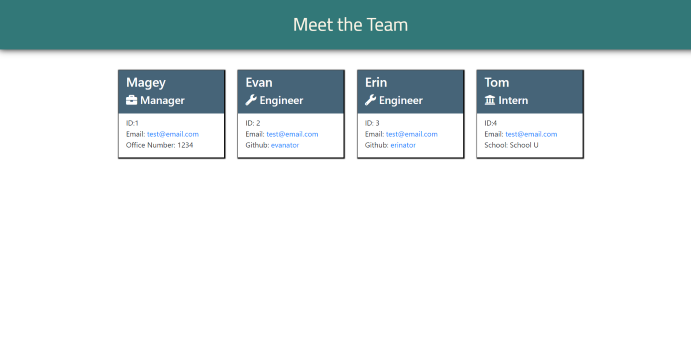 Meet the Team
Magey
Manager
ID:1
Email: test@email.com
Office Number: 1234
Evan
Engineer
ID: 2
Email: test@email.com
Github: evanator
Erin
Engineer
ID: 3
Email: test@email.com
Github: erinator
Tom
Intern
ID:4
Email: test@email.com
School: School U